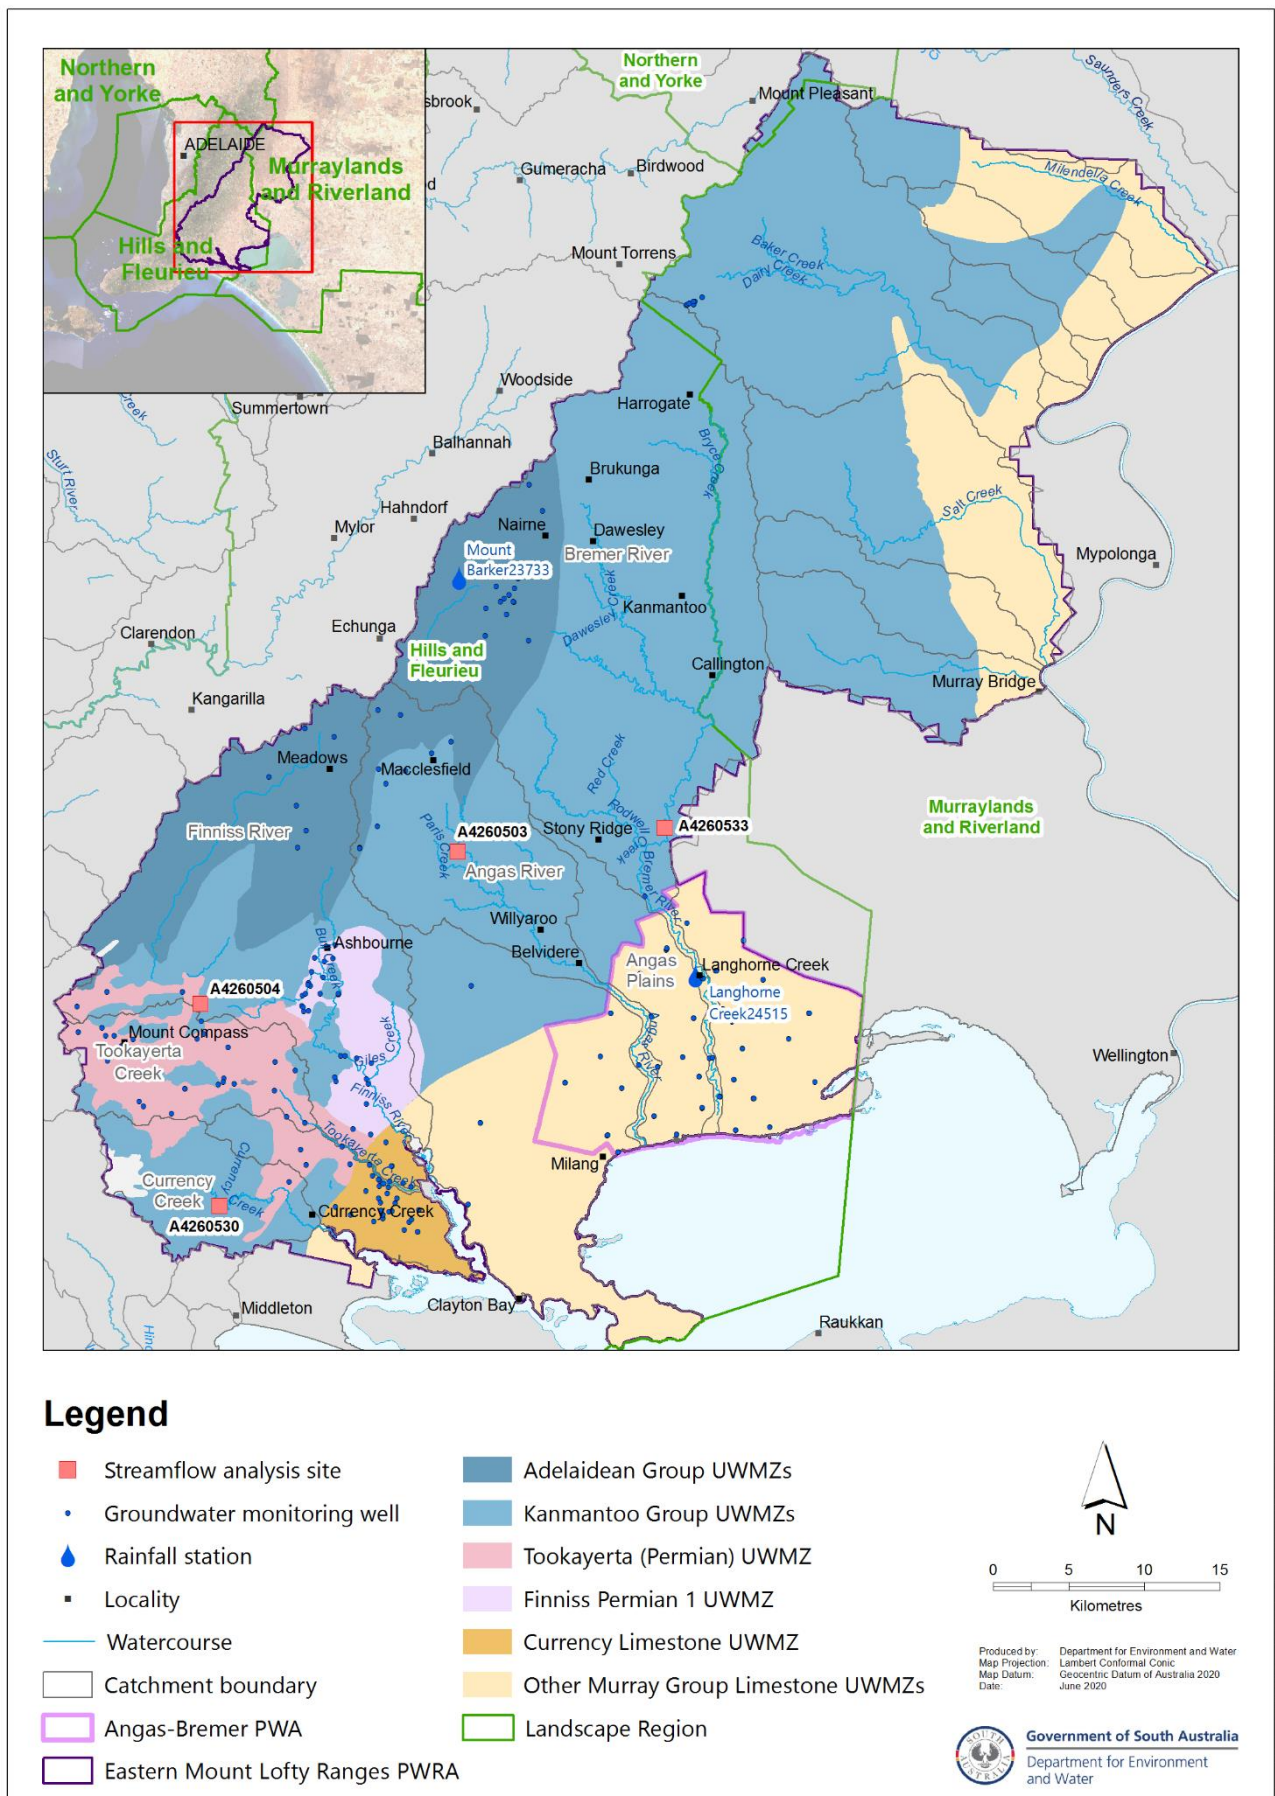 Northern
and Yorke
ADELAIDE
Murraylands
and Riverland
Hills and
Fleurieu
Northern
and Yorke
sbrook
Mount Pleasant
Saunders Creek
Gumeracha
Birdwood
d
Milendella Creek
Mount Torrens
Baker Creek
Dairy Creek
Woodside
Summertown
Creek
Harrogate
Balhannah
Bryce Creek
Sturt River
Brukunga
Hahndorf
Salt Creek
Mylor
Nairne
Dawesley
Mount
Barker23733
Bremer River
Mypolonga
Kanmantoo
Dawesley Creek
Echunga
Clarendon
Hills and
Fleurieu
Callington
Murray Bridge
Kangarilla
Meadows
Macclesfield
Red Creek
Rodwell Creek
Murraylands
and Riverland
Finniss River
Paris Creek
A4260503
Stony Ridge
A4260533
Angas River
Bremer River
Willyaroo
Ashbourne
Belvidere
Angas
Plains
Langhorne Creek
Langhorne
Creek24515
A4260504
Mount Compass
Tookayerta
Creek
Giles Creek
Angas River
Wellington
Finniss River
Tookayerta Creek
Currency Creek
Milang
Currency
Creek
A4260530
Currency Creek
Middleton
Clayton Bay
Raukkan
Legend
Streamflow analysis site
Groundwater monitoring well
Rainfall station
Locality
Watercourse
Catchment boundary
Angas-Bremer PWA
Eastern Mount Lofty Ranges PWRA
Adelaidean Group UWMZs
Kanmantoo Group UWMZs
Tookayerta (Permian) UWMZ
Finniss Permian 1 UWMZ
Currency Limestone UWMZ
Other Murray Group Limestone UWMZs
Landscape Region
N
0 5 10 15
Kilometres
Produced by: Department for Environment and Water
Map Projection: Lambert Conformal Conic
Map Datum: Geocentric Datum of Australia 2020
Date: June 2020
Government of South Australia
Department for Environment
and Water